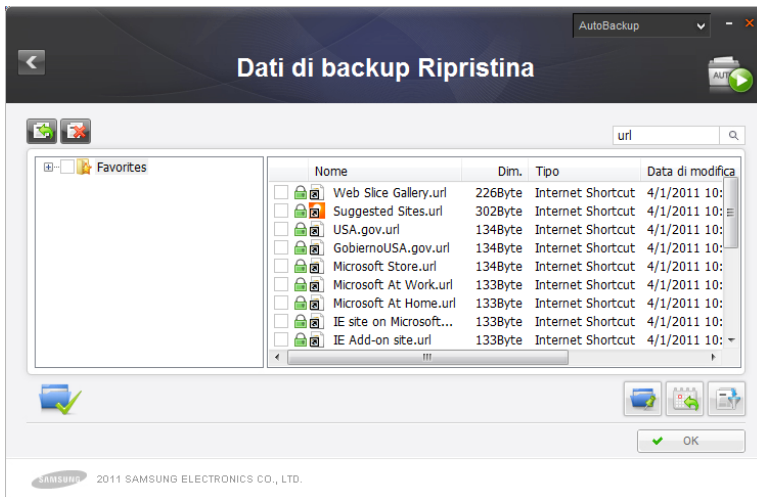 AutoBackup
Dati di backup Ripristina
AUT
url
Favorites
Nome Dim. Tipo Data di modifica
Web Slice Gallery.url 226Byte Internet Shortcut 4/1/2011 10:
Suggested Sites.url 302Byte Internet Shortcut 4/1/2011 10:
USA.gov.url 134Byte Internet Shortcut 4/1/2011 10:
GobiernoUSA.gov.url 134Byte Internet Shortcut 4/1/2011 10:
Microsoft Store.url 134Byte Internet Shortcut 4/1/2011 10:
Microsoft At Work.url 133Byte Internet Shortcut 4/1/2011 10:
Microsoft At Home.url 133Byte Internet Shortcut 4/1/2011 10:
IE site on Microsoft... 133Byte Internet Shortcut 4/1/2011 10:
IE Add-on site.url 133Byte Internet Shortcut 4/1/2011 10:
OK
SAMSUNG 2011 SAMSUNG ELECTRONICS CO., LTD.